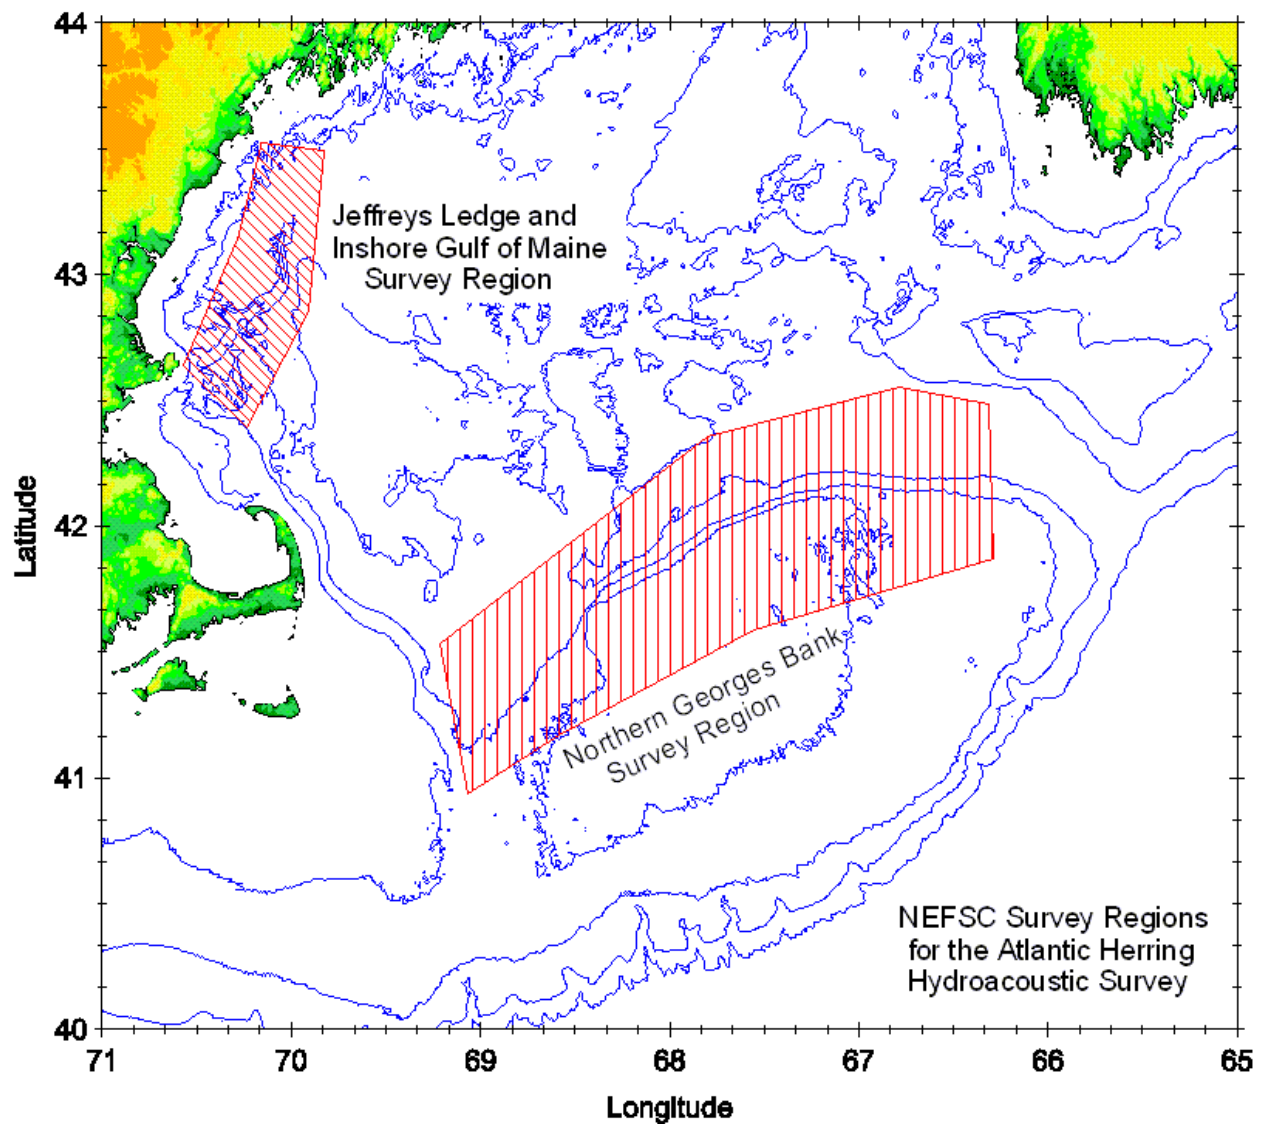 44
Jeffreys Ledge and
Inshore Gulf of Maine
Survey Region
43
Latitude
42
Northern Georges Bank
Survey Region
41
NEFSC Survey Regions
for the Atlantic Herring
Hydroacoustic Survey
40
71 70 69 68 67 66 65
Longitude